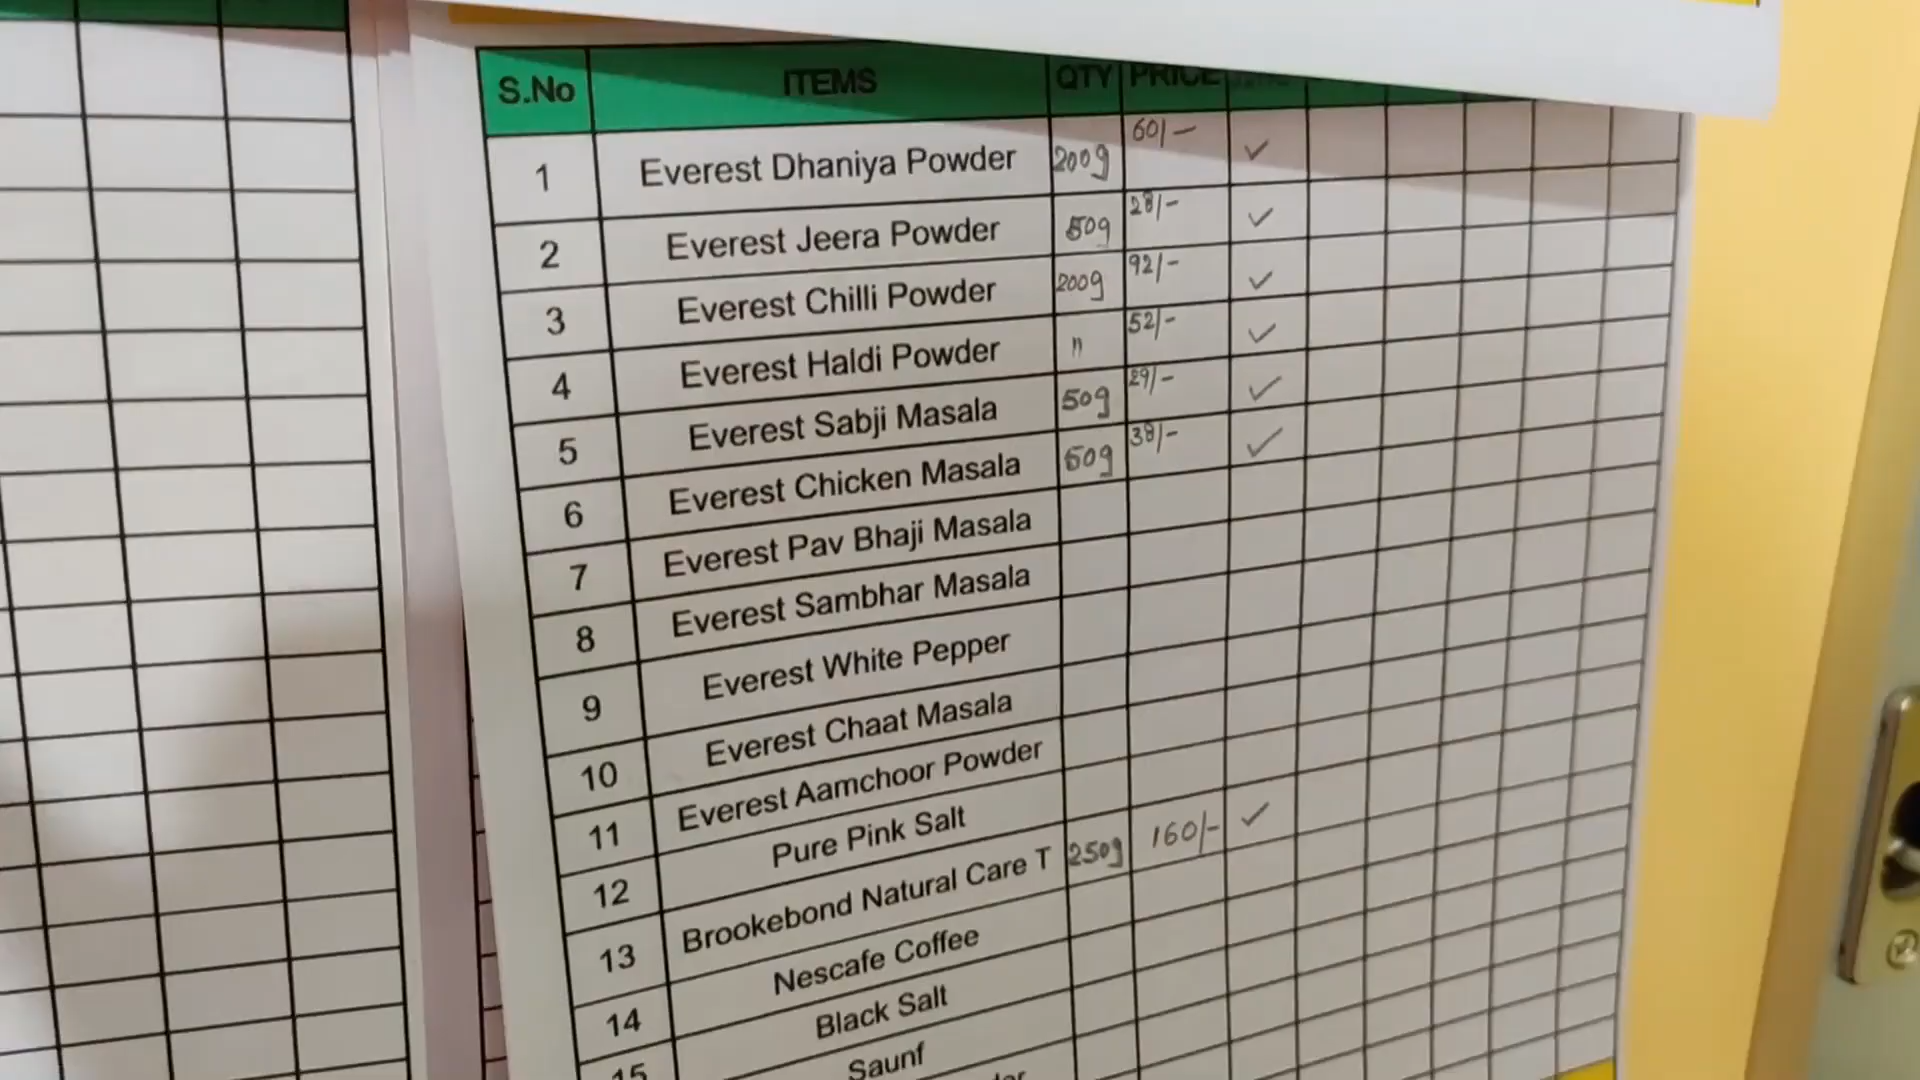 S.No ITEMS QTY PRICE
1 Everest Dhaniya Powder 200g 60/-
2 Everest Jeera Powder 50g 28/-
3 Everest Chilli Powder 200g 92/-
4 Everest Haldi Powder " 52/-
5 Everest Sabji Masala 50g 29/-
6 Everest Chicken Masala 50g 38/-
7 Everest Pav Bhaji Masala
8 Everest Sambhar Masala
9 Everest White Pepper
10 Everest Chaat Masala
11 Everest Aamchoor Powder
12 Pure Pink Salt
13 Brookebond Natural Care T 250g 160/-
14 Nescafe Coffee
15 Black Salt
Saunf